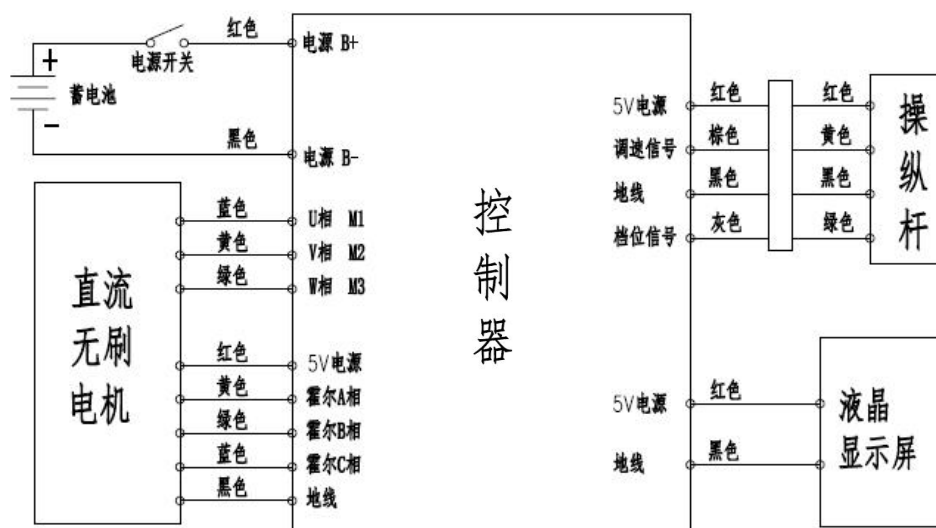 红色
电源 B+
+
电源开关
蓄电池
-
黑色
电源 B-
5V电源
红色
红色
调速信号
棕色
黄色
地线
黑色
黑色
档位信号
灰色
绿色
操纵杆
控制器
蓝色
U相 M1
黄色
V相 M2
绿色
W相 M3
直流
无刷
电机
红色
5V电源
黄色
霍尔A相
绿色
霍尔B相
蓝色
霍尔C相
黑色
地线
5V电源
红色
地线
黑色
液晶
显示屏